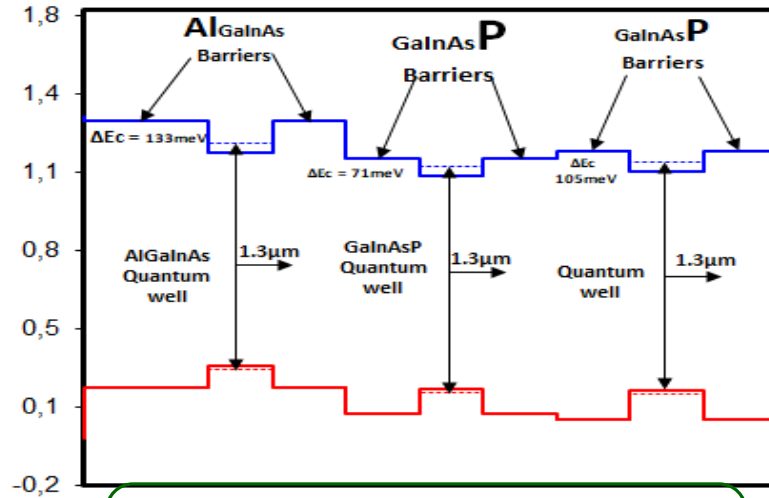 1,8
1,4
1,1
0,8
0,5
0,1
-0,2
AlGaInAs
Barriers
GaInAsP
Barriers
GaInAsP
Barriers
ΔEc = 133meV
ΔEc = 71meV
ΔEc
105meV
AlGaInAs
Quantum
well
1.3µm
GaInAsP
Quantum
well
1.3µm
Quantum
well
1.3µm